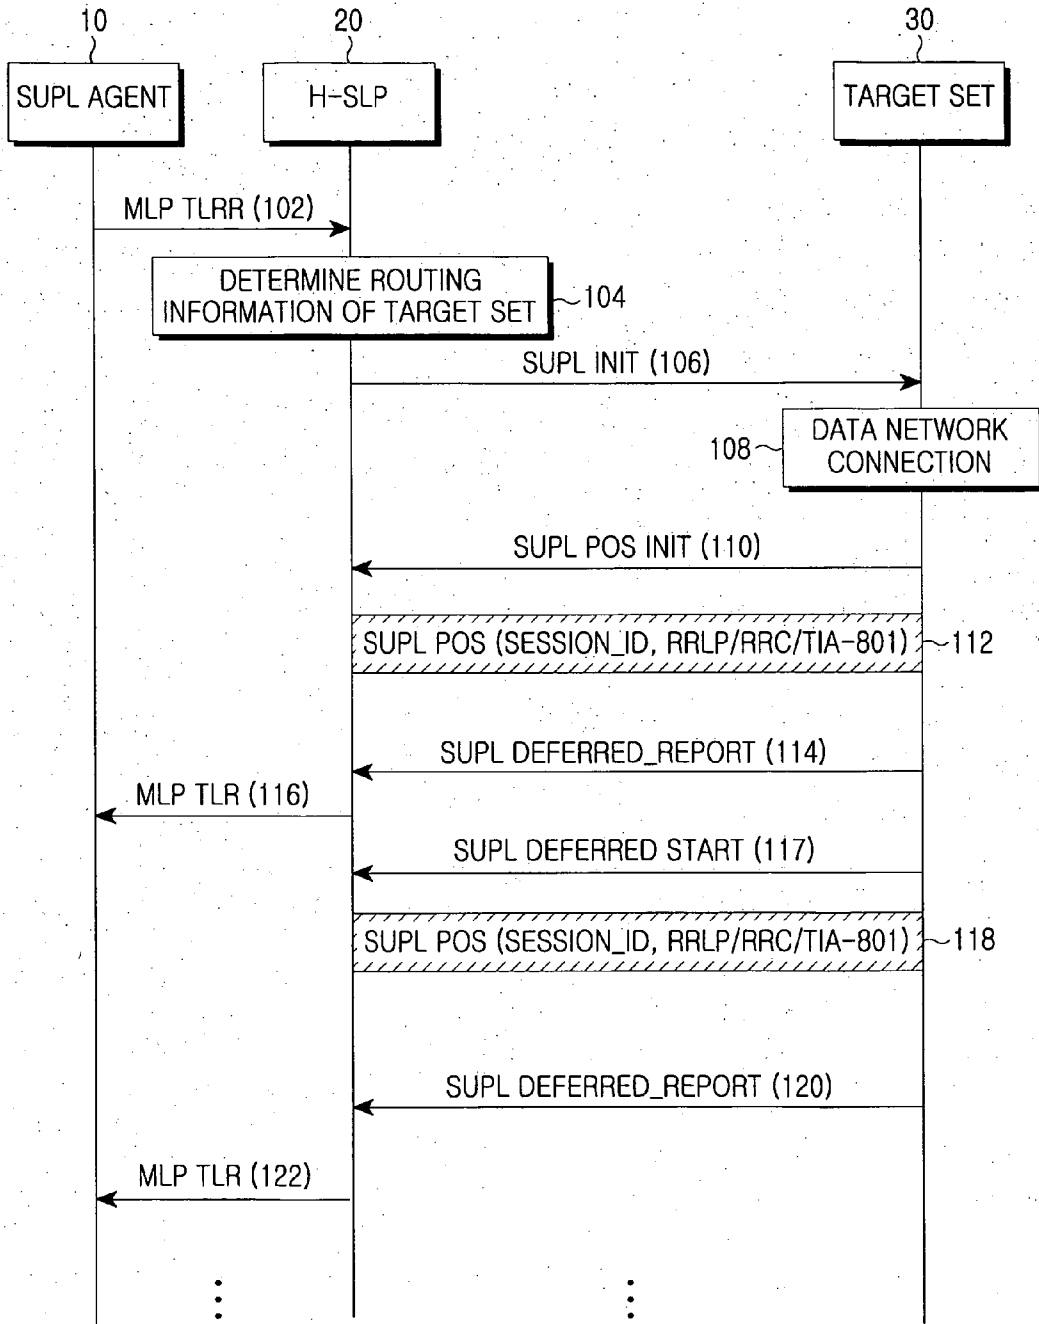 10
20
30
SUPL AGENT
H-SLP
TARGET SET
MLP TLRR (102)
DETERMINE ROUTING
INFORMATION OF TARGET SET
104
SUPL INIT (106)
DATA NETWORK
CONNECTION
108
SUPL POS INIT (110)
SUPL POS (SESSION_ID, RRLP/RRC/TIA-801)
112
SUPL DEFERRED_REPORT (114)
MLP TLR (116)
SUPL DEFERRED START (117)
SUPL POS (SESSION_ID, RRLP/RRC/TIA-801)
118
SUPL DEFERRED_REPORT (120)
MLP TLR (122)